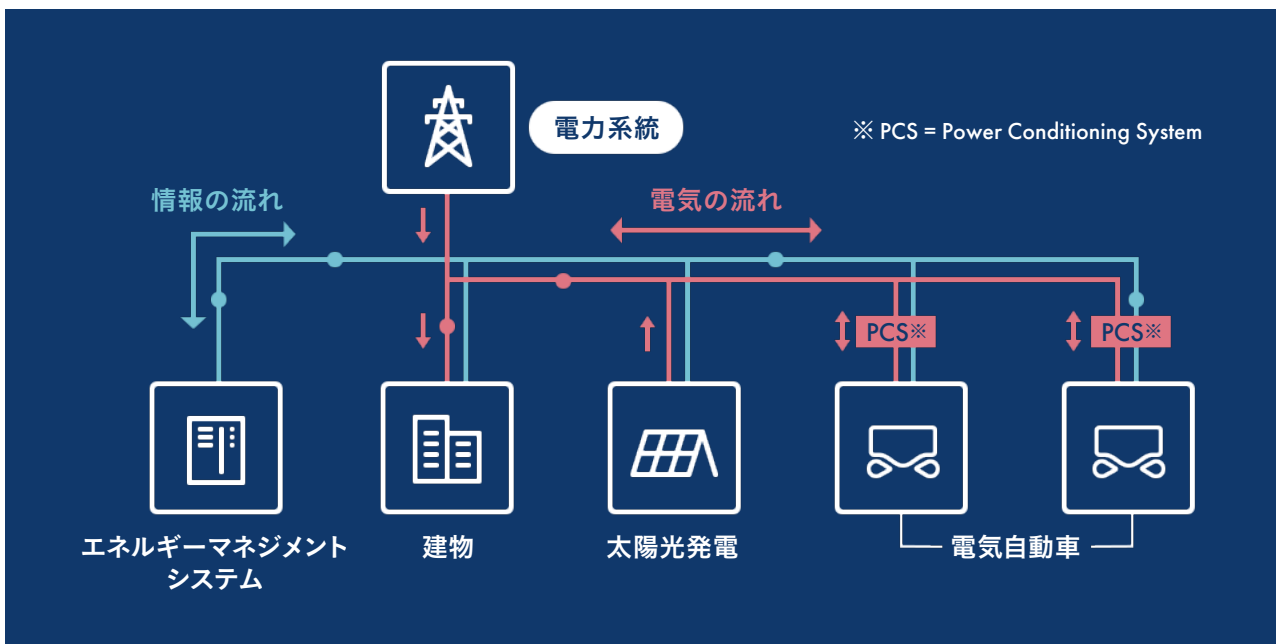 電力系統
※ PCS = Power Conditioning System
情報の流れ
電気の流れ
PCS※
PCS※
エネルギーマネジメント
システム
建物
太陽光発電
電気自動車